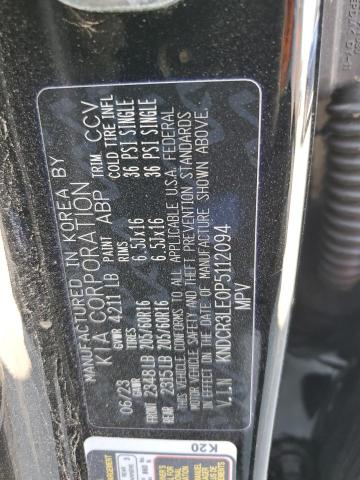 MANUFACTURED IN KOREA BY
KIA CORPORATION
06/23 GVWR 4211 LB PAINT ABP TRIM CCV
GAWR TIRES RIMS COLD TIRE INFL
FRONT 2348 LB 205/60R16 6.5JX16 36 PSI SINGLE
REAR 2315 LB 205/60R16 6.5JX16 36 PSI SINGLE
THIS VEHICLE CONFORMS TO ALL APPLICABLE U.S.A. FEDERAL
MOTOR VEHICLE SAFETY AND THEFT PREVENTION STANDARDS
IN EFFECT ON THE DATE OF MANUFACTURE SHOWN ABOVE.
V.I.N KNDCR3LE0P5112094
MPV
K20